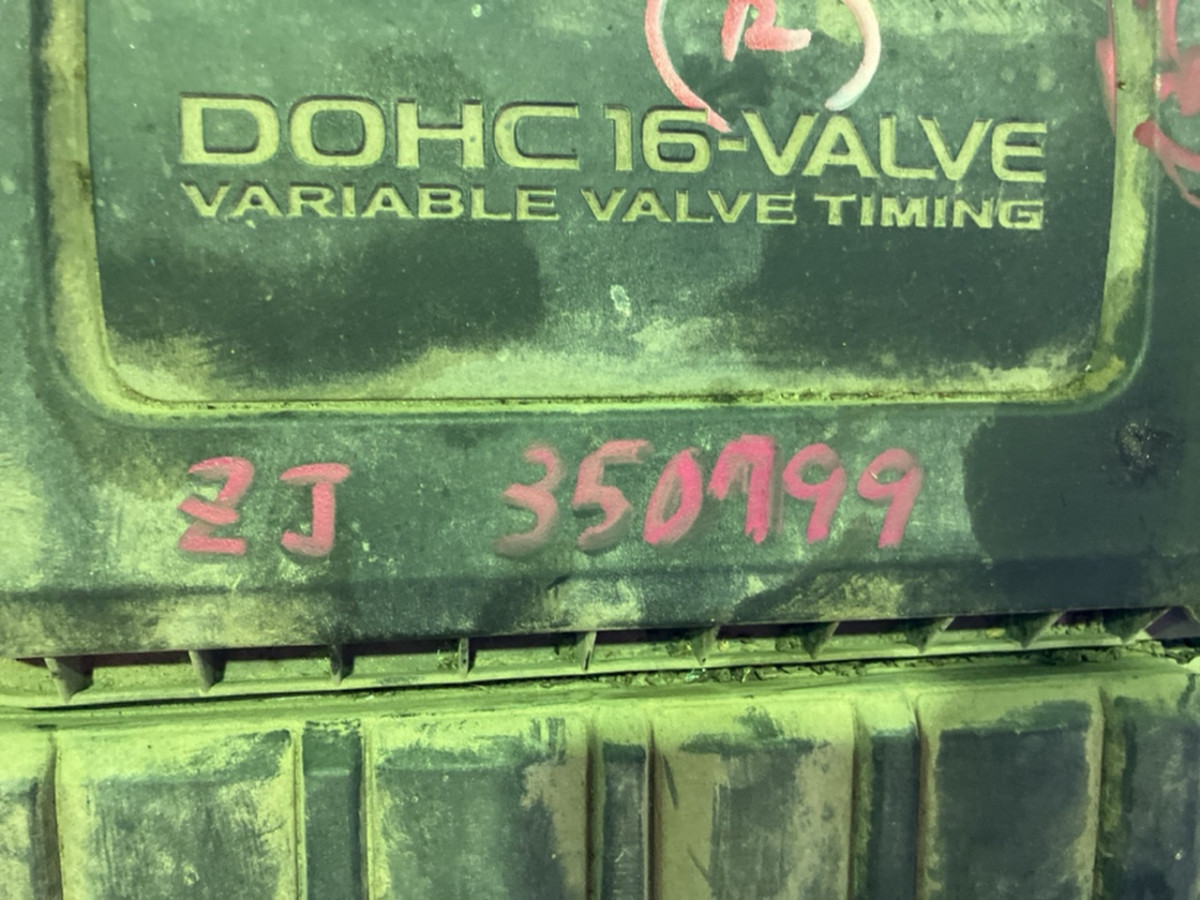 R
DOHC 16-VALVE
VARIABLE VALVE TIMING
ZJ 350799